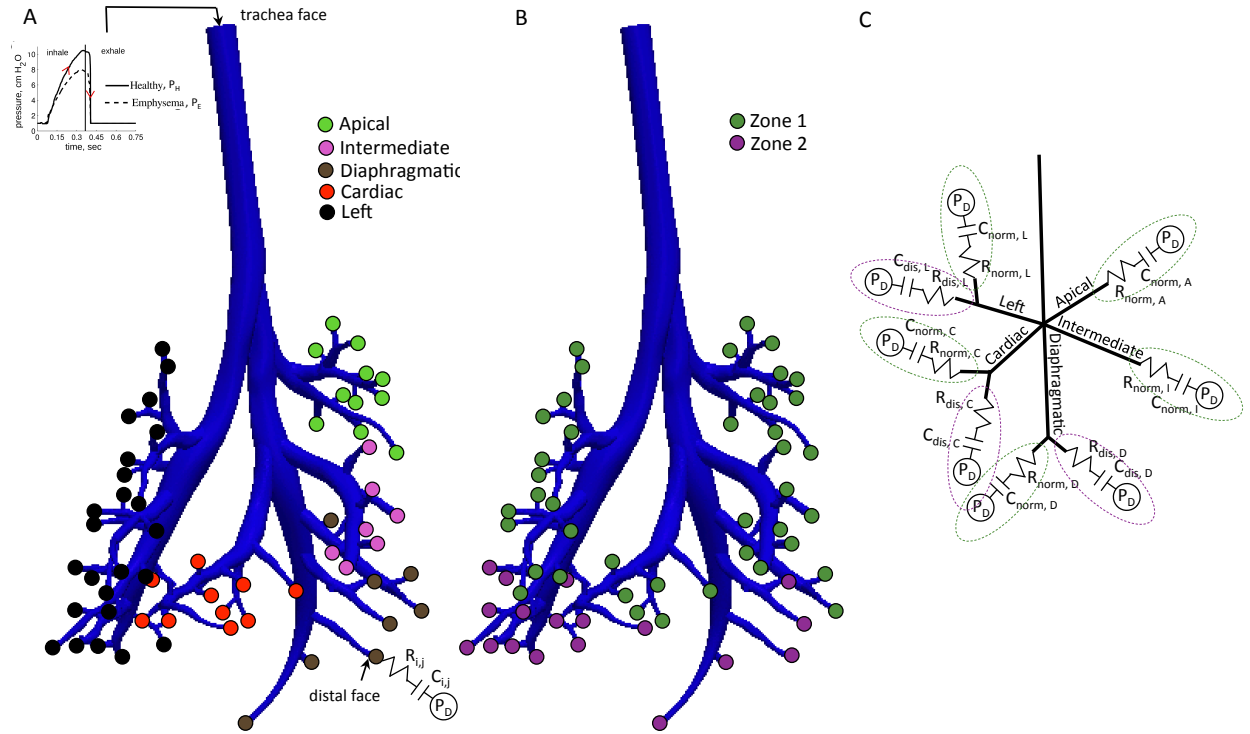 A
trachea face
inhale
exhale
pressure, cm H2O
10
8
6
4
2
0
0
0.15
0.3
0.45
0.6
0.75
time, sec
Healthy, PH
Emphysema, PE
Apical
Intermediate
Diaphragmatic
Cardiac
Left
distal face
Ri,j
Ci,j
PD
B
Zone 1
Zone 2
C
PD
Cnorm, L
Rnorm, L
Cdis, L
PD
Rdis, L
Left
PD
Cnorm, A
Rnorm, A
Apical
Intermediate
Cnorm, C
PD
Rnorm, C
Cardiac
Diaphragmatic
Rnorm, I
PD
Cnorm, I
Rdis, C
Cdis, C
PD
Rdis, D
Cdis, D
PD
Rnorm, D
Cnorm, D
PD